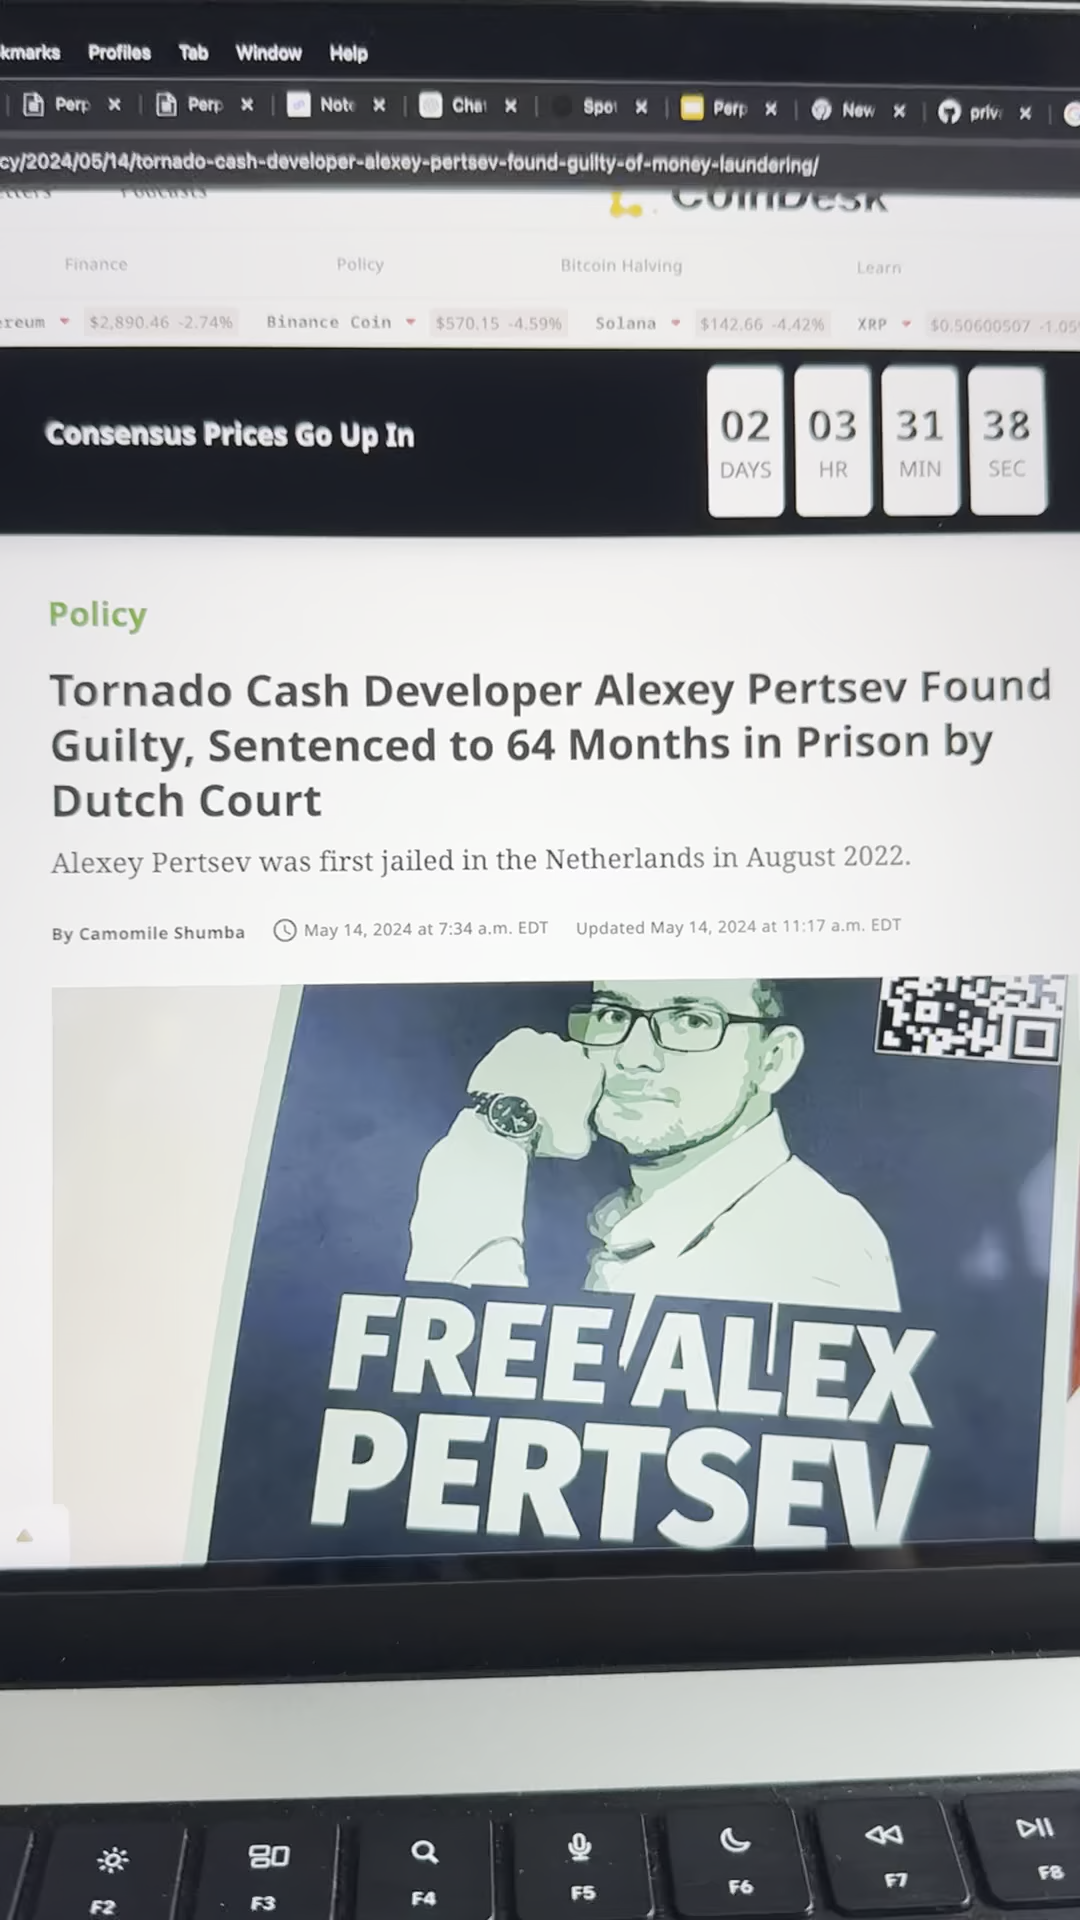 kmarks Profiles Tab Window Help
Perp Perp Note Chat Spot Perp New priv
cy/2024/05/14/tornado-cash-developer-alexey-pertsev-found-guilty-of-money-laundering/
Podcasts CoinDesk
Finance Policy Bitcoin Halving Learn
reum $2,890.46 -2.74% Binance Coin $570.15 -4.59% Solana $142.66 -4.42% XRP $0.50600507 -1.05%
Consensus Prices Go Up In
02 03 31 38
DAYS HR MIN SEC
Policy
Tornado Cash Developer Alexey Pertsev Found
Guilty, Sentenced to 64 Months in Prison by
Dutch Court
Alexey Pertsev was first jailed in the Netherlands in August 2022.
By Camomile Shumba May 14, 2024 at 7:34 a.m. EDT Updated May 14, 2024 at 11:17 a.m. EDT
FREE ALEX
PERTSEV
F2 F3 F4 F5 F6 F7 F8